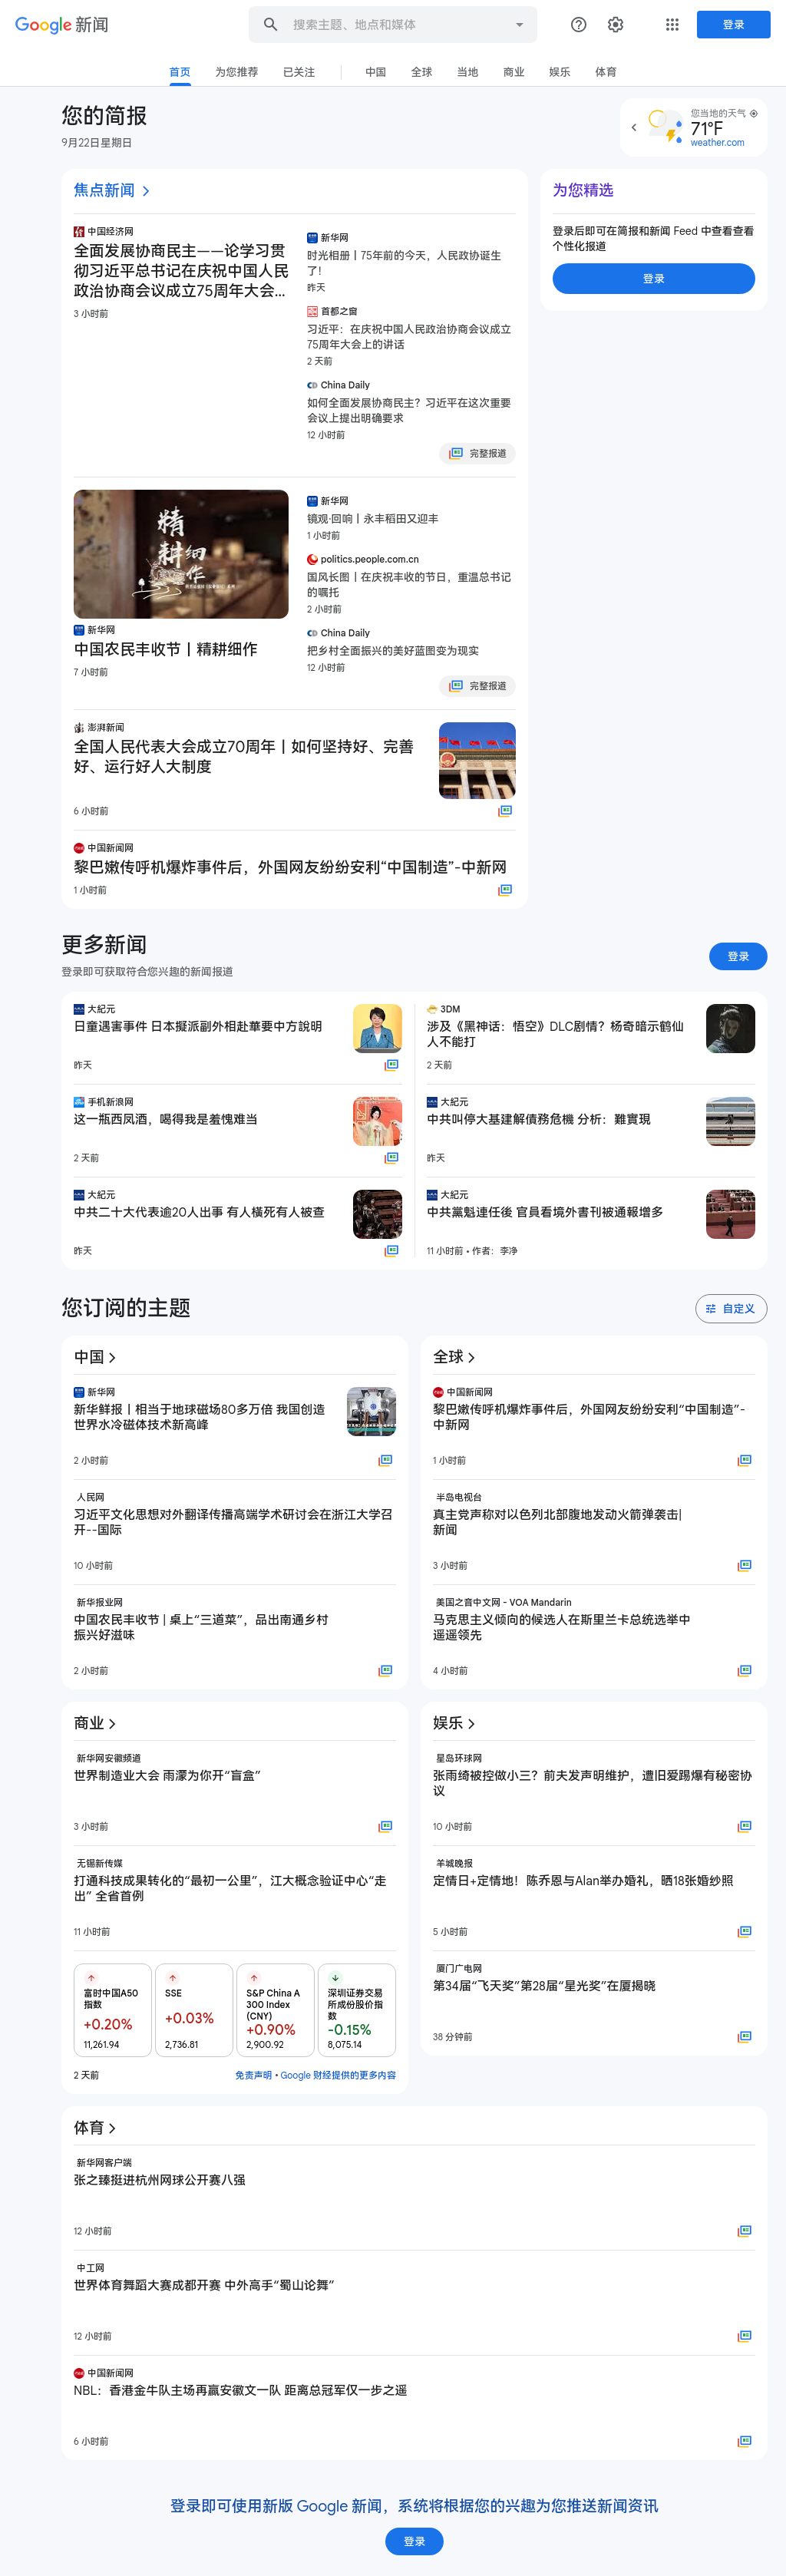 Google 新闻
搜索主题、地点和媒体
登录
首页
为您推荐
已关注
中国
全球
当地
商业
娱乐
体育
您的简报
9月22日星期日
您当地的天气
71°F
weather.com
焦点新闻
中国经济网
全面发展协商民主——论学习贯
彻习近平总书记在庆祝中国人民
政治协商会议成立75周年大会...
3 小时前
新华网
时光相册丨75年前的今天，人民政协诞生
了！
昨天
首都之窗
习近平：在庆祝中国人民政治协商会议成立
75周年大会上的讲话
2 天前
China Daily
如何全面发展协商民主？习近平在这次重要
会议上提出明确要求
12 小时前
完整报道
为您精选
登录后即可在简报和新闻 Feed 中查看查看
个性化报道
登录
精耕细作
新华网
中国农民丰收节丨精耕细作
7 小时前
新华网
镜观·回响丨永丰稻田又迎丰
1 小时前
politics.people.com.cn
国风长图丨在庆祝丰收的节日，重温总书记
的嘱托
2 小时前
China Daily
把乡村全面振兴的美好蓝图变为现实
12 小时前
完整报道
澎湃新闻
全国人民代表大会成立70周年丨如何坚持好、完善
好、运行好人大制度
6 小时前
中国新闻网
黎巴嫩传呼机爆炸事件后，外国网友纷纷安利“中国制造”-中新网
1 小时前
更多新闻
登录即可获取符合您兴趣的新闻报道
登录
大紀元
日童遇害事件 日本擬派副外相赴華要中方說明
昨天
手机新浪网
这一瓶西凤酒，喝得我是羞愧难当
2 天前
大紀元
中共二十大代表逾20人出事 有人橫死有人被查
昨天
3DM
涉及《黑神话：悟空》DLC剧情？杨奇暗示鹤仙
人不能打
2 天前
大紀元
中共叫停大基建解債務危機 分析：難實現
昨天
大紀元
中共黨魁連任後 官員看境外書刊被通報增多
11 小时前 • 作者：李净
您订阅的主题
自定义
中国
新华网
新华鲜报丨相当于地球磁场80多万倍 我国创造
世界水冷磁体技术新高峰
2 小时前
人民网
习近平文化思想对外翻译传播高端学术研讨会在浙江大学召
开--国际
10 小时前
新华报业网
中国农民丰收节 | 桌上“三道菜”，品出南通乡村
振兴好滋味
2 小时前
全球
中国新闻网
黎巴嫩传呼机爆炸事件后，外国网友纷纷安利“中国制造”-
中新网
1 小时前
半岛电视台
真主党声称对以色列北部腹地发动火箭弹袭击|
新闻
3 小时前
美国之音中文网 - VOA Mandarin
马克思主义倾向的候选人在斯里兰卡总统选举中
遥遥领先
4 小时前
商业
新华网安徽频道
世界制造业大会 雨濛为你开“盲盒”
3 小时前
无锡新传媒
打通科技成果转化的“最初一公里”，江大概念验证中心“走
出” 全省首例
11 小时前
富时中国A50
指数
+0.20%
11,261.94
SSE
+0.03%
2,736.81
S&P China A
300 Index
(CNY)
+0.90%
2,900.92
深圳证券交易
所成份股价指
数
-0.15%
8,075.14
2 天前
免责声明 • Google 财经提供的更多内容
娱乐
星岛环球网
张雨绮被控做小三？前夫发声明维护，遭旧爱踢爆有秘密协
议
10 小时前
羊城晚报
定情日+定情地！陈乔恩与Alan举办婚礼，晒18张婚纱照
5 小时前
厦门广电网
第34届“飞天奖”第28届“星光奖”在厦揭晓
38 分钟前
体育
新华网客户端
张之臻挺进杭州网球公开赛八强
12 小时前
中工网
世界体育舞蹈大赛成都开赛 中外高手“蜀山论舞”
12 小时前
中国新闻网
NBL：香港金牛队主场再赢安徽文一队 距离总冠军仅一步之遥
6 小时前
登录即可使用新版 Google 新闻，系统将根据您的兴趣为您推送新闻资讯
登录